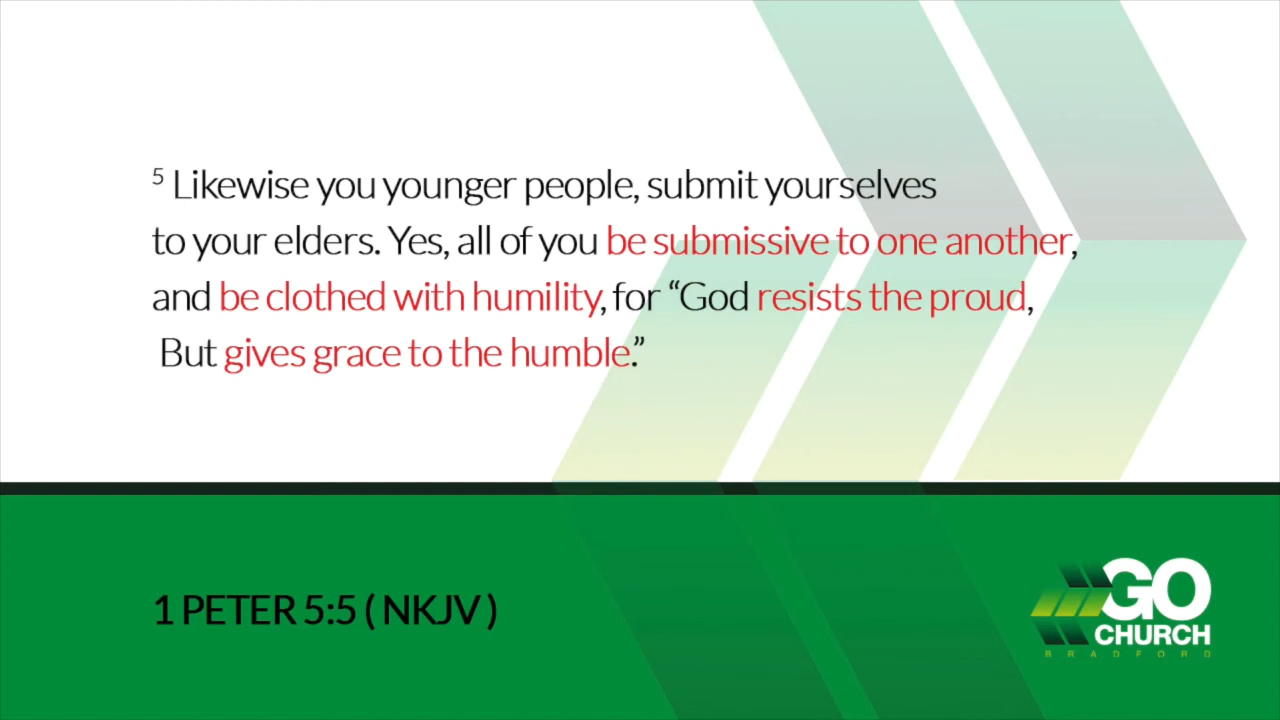 5 Likewise you younger people, submit yourselves
to your elders. Yes, all of you be submissive to one another,
and be clothed with humility, for “God resists the proud,
But gives grace to the humble.”
1 PETER 5:5 ( NKJV )
GO
CHURCH
BRADFORD